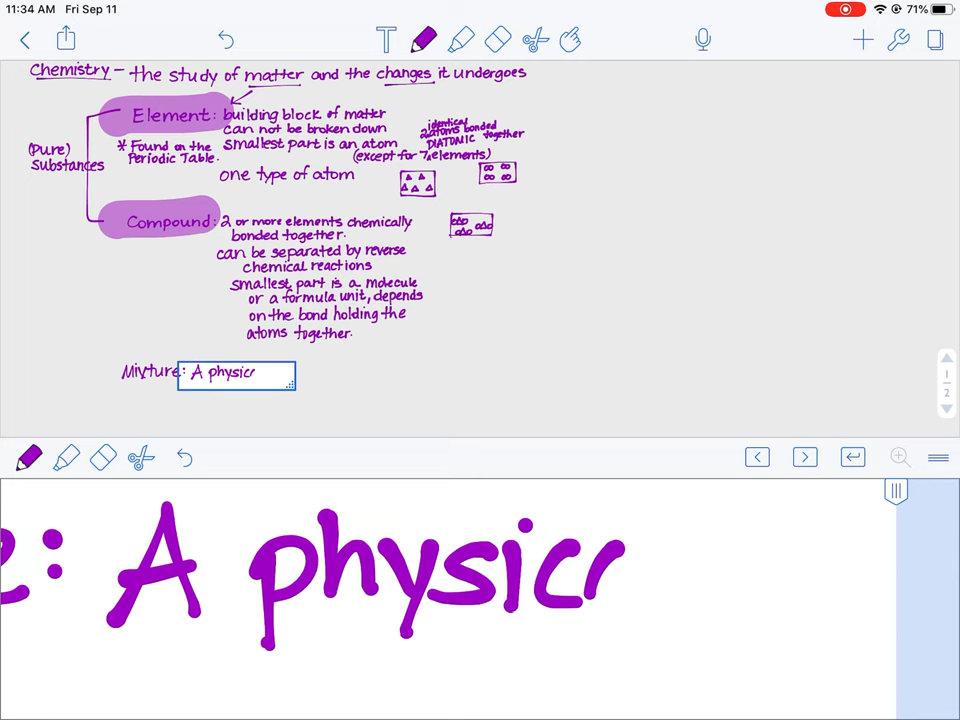 11:34 AM Fri Sep 11
71%
Chemistry - the study of matter and the changes it undergoes
Element: building block of matter
can not be broken down
smallest part is an atom
(except for 7 elements)
identical
2 atoms bonded
DIATONIC together
* Found on the
Periodic Table.
one type of atom
(Pure)
Substances
Compound: 2 or more elements chemically
bonded together.
can be separated by reverse
chemical reactions
smallest part is a molecule
or a formula unit, depends
on the bond holding the
atoms together.
Mixture: A physic
1
2
e: A physic